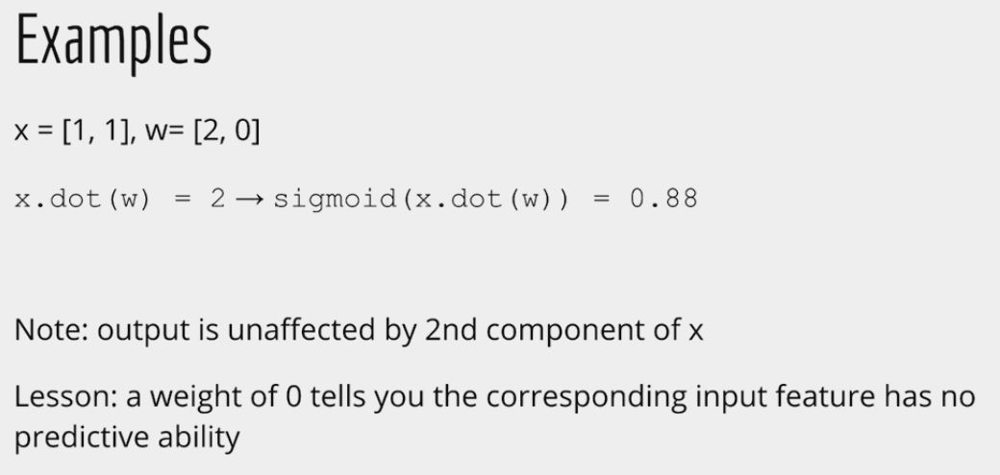 Examples
x = [1, 1], w= [2, 0]
x.dot(w) = 2 → sigmoid(x.dot(w)) = 0.88
Note: output is unaffected by 2nd component of x
Lesson: a weight of 0 tells you the corresponding input feature has no
predictive ability